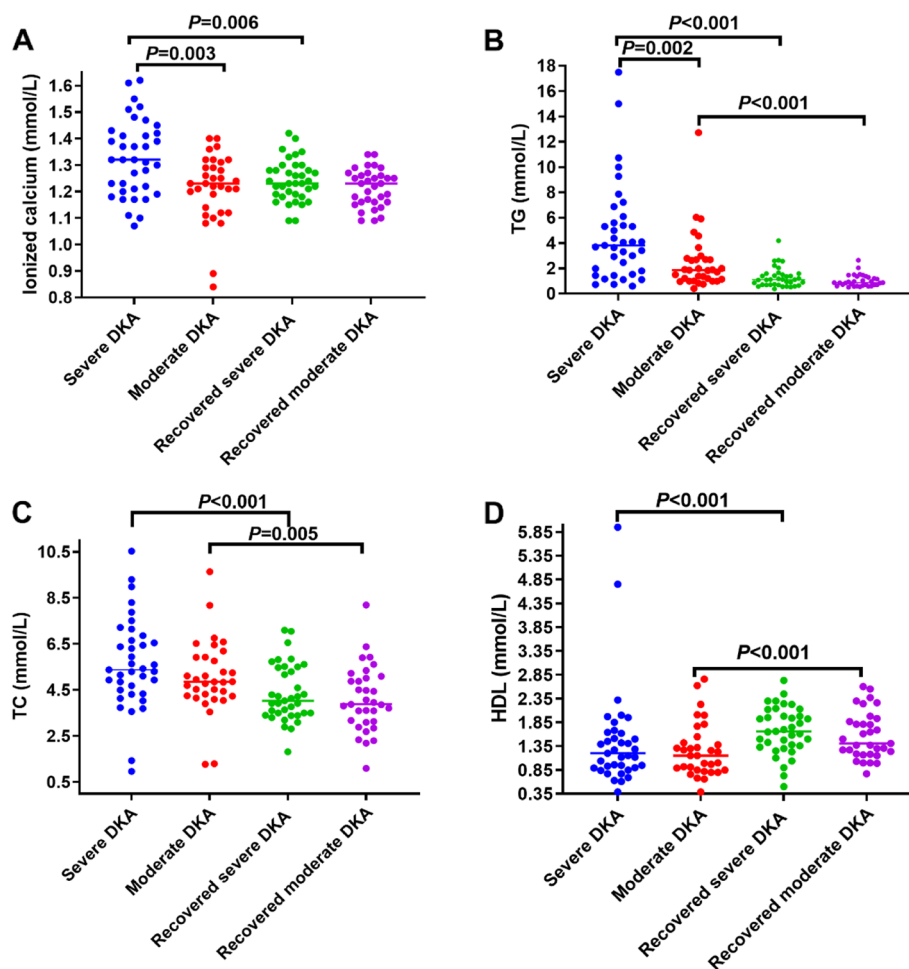 A
P=0.006
P=0.003
Ionized calcium (mmol/L)
1.6
1.5
1.4
1.3
1.2
1.1
1.0
0.9
0.8
Severe DKA
Moderate DKA
Recovered severe DKA
Recovered moderate DKA
B
P<0.001
P=0.002
P<0.001
TG (mmol/L)
18
16
14
12
10
8
6
4
2
0
Severe DKA
Moderate DKA
Recovered severe DKA
Recovered moderate DKA
C
P<0.001
P=0.005
TC (mmol/L)
10.5
8.5
6.5
4.5
2.5
0.5
Severe DKA
Moderate DKA
Recovered severe DKA
Recovered moderate DKA
D
P<0.001
P<0.001
HDL (mmol/L)
5.85
5.35
4.85
4.35
3.85
3.35
2.85
2.35
1.85
1.35
0.85
0.35
Severe DKA
Moderate DKA
Recovered severe DKA
Recovered moderate DKA